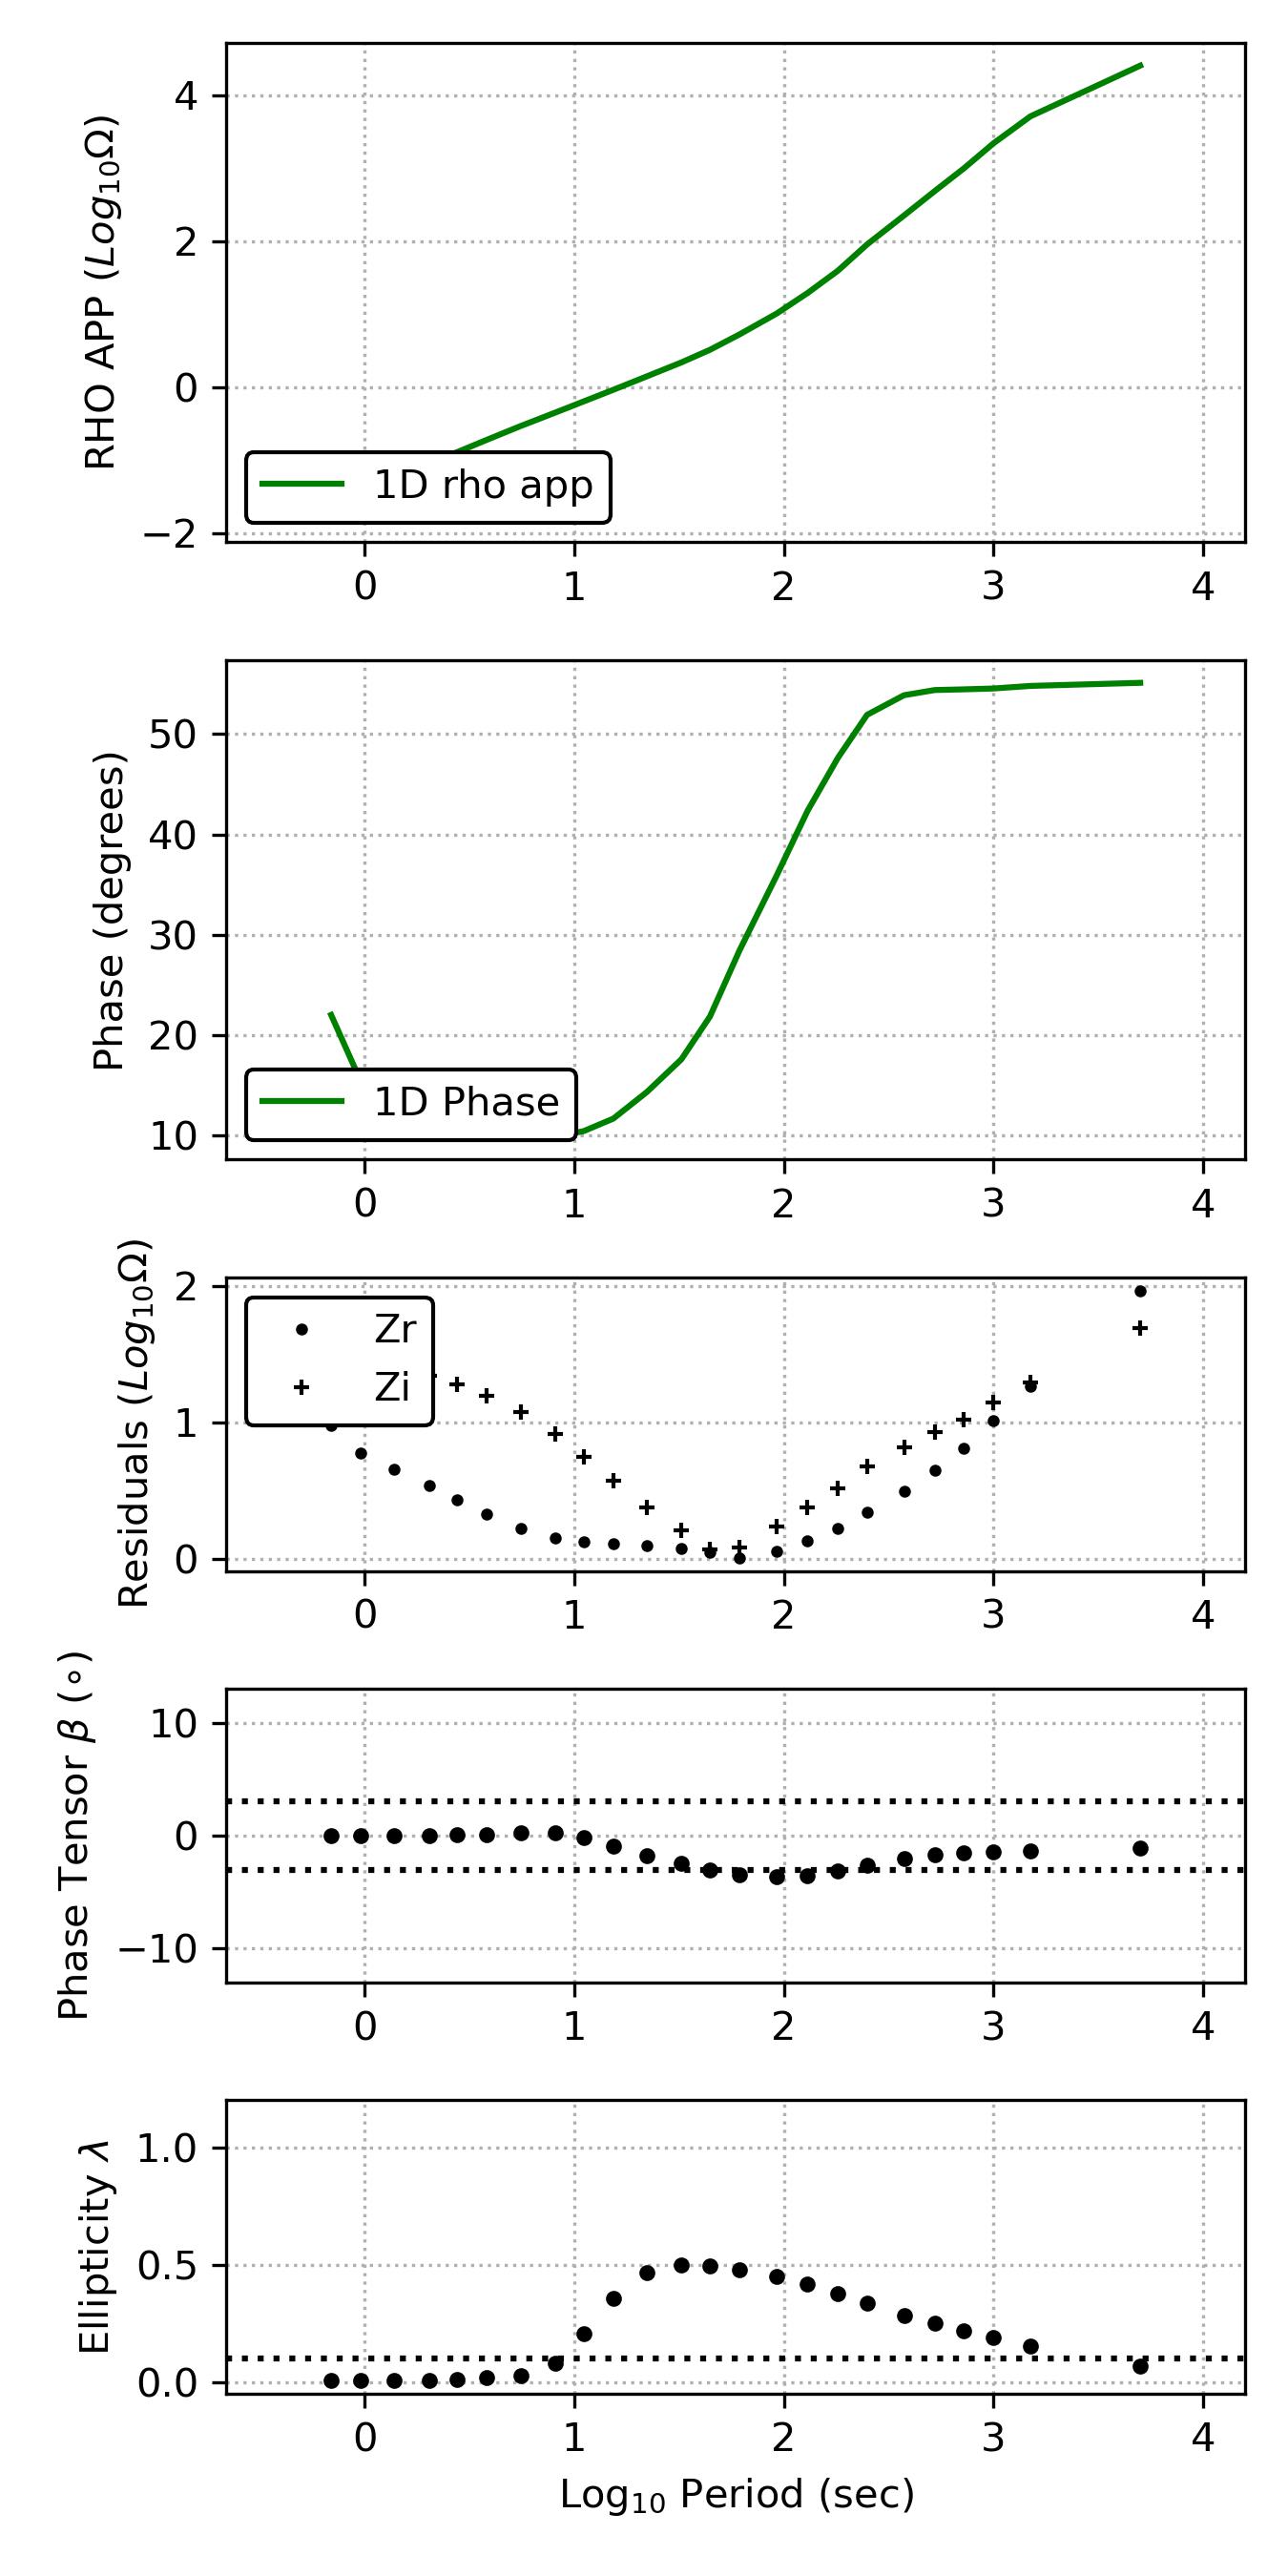 RHO APP (Log₁₀Ω)
4
2
0
−2
1D rho app
0 1 2 3 4
Phase (degrees)
50
40
30
20
10
1D Phase
0 1 2 3 4
Residuals (Log₁₀Ω)
2
1
0
Zr
Zi
0 1 2 3 4
Phase Tensor β (∘)
10
0
−10
0 1 2 3 4
Ellipticity λ
1.0
0.5
0.0
0 1 2 3 4
Log₁₀ Period (sec)